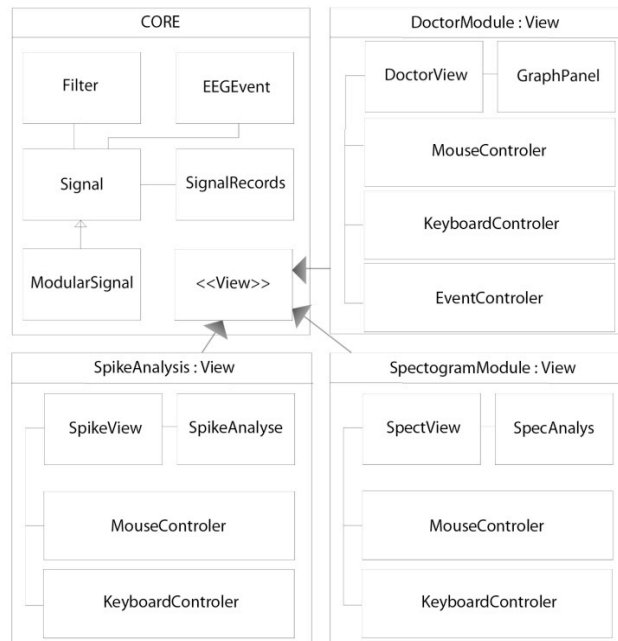 CORE
Filter
EEGEvent
Signal
SignalRecords
ModularSignal
<<View>>
DoctorModule : View
DoctorView
GraphPanel
MouseControler
KeyboardControler
EventControler
SpikeAnalysis : View
SpikeView
SpikeAnalyse
MouseControler
KeyboardControler
SpectogramModule : View
SpectView
SpecAnalys
MouseControler
KeyboardControler